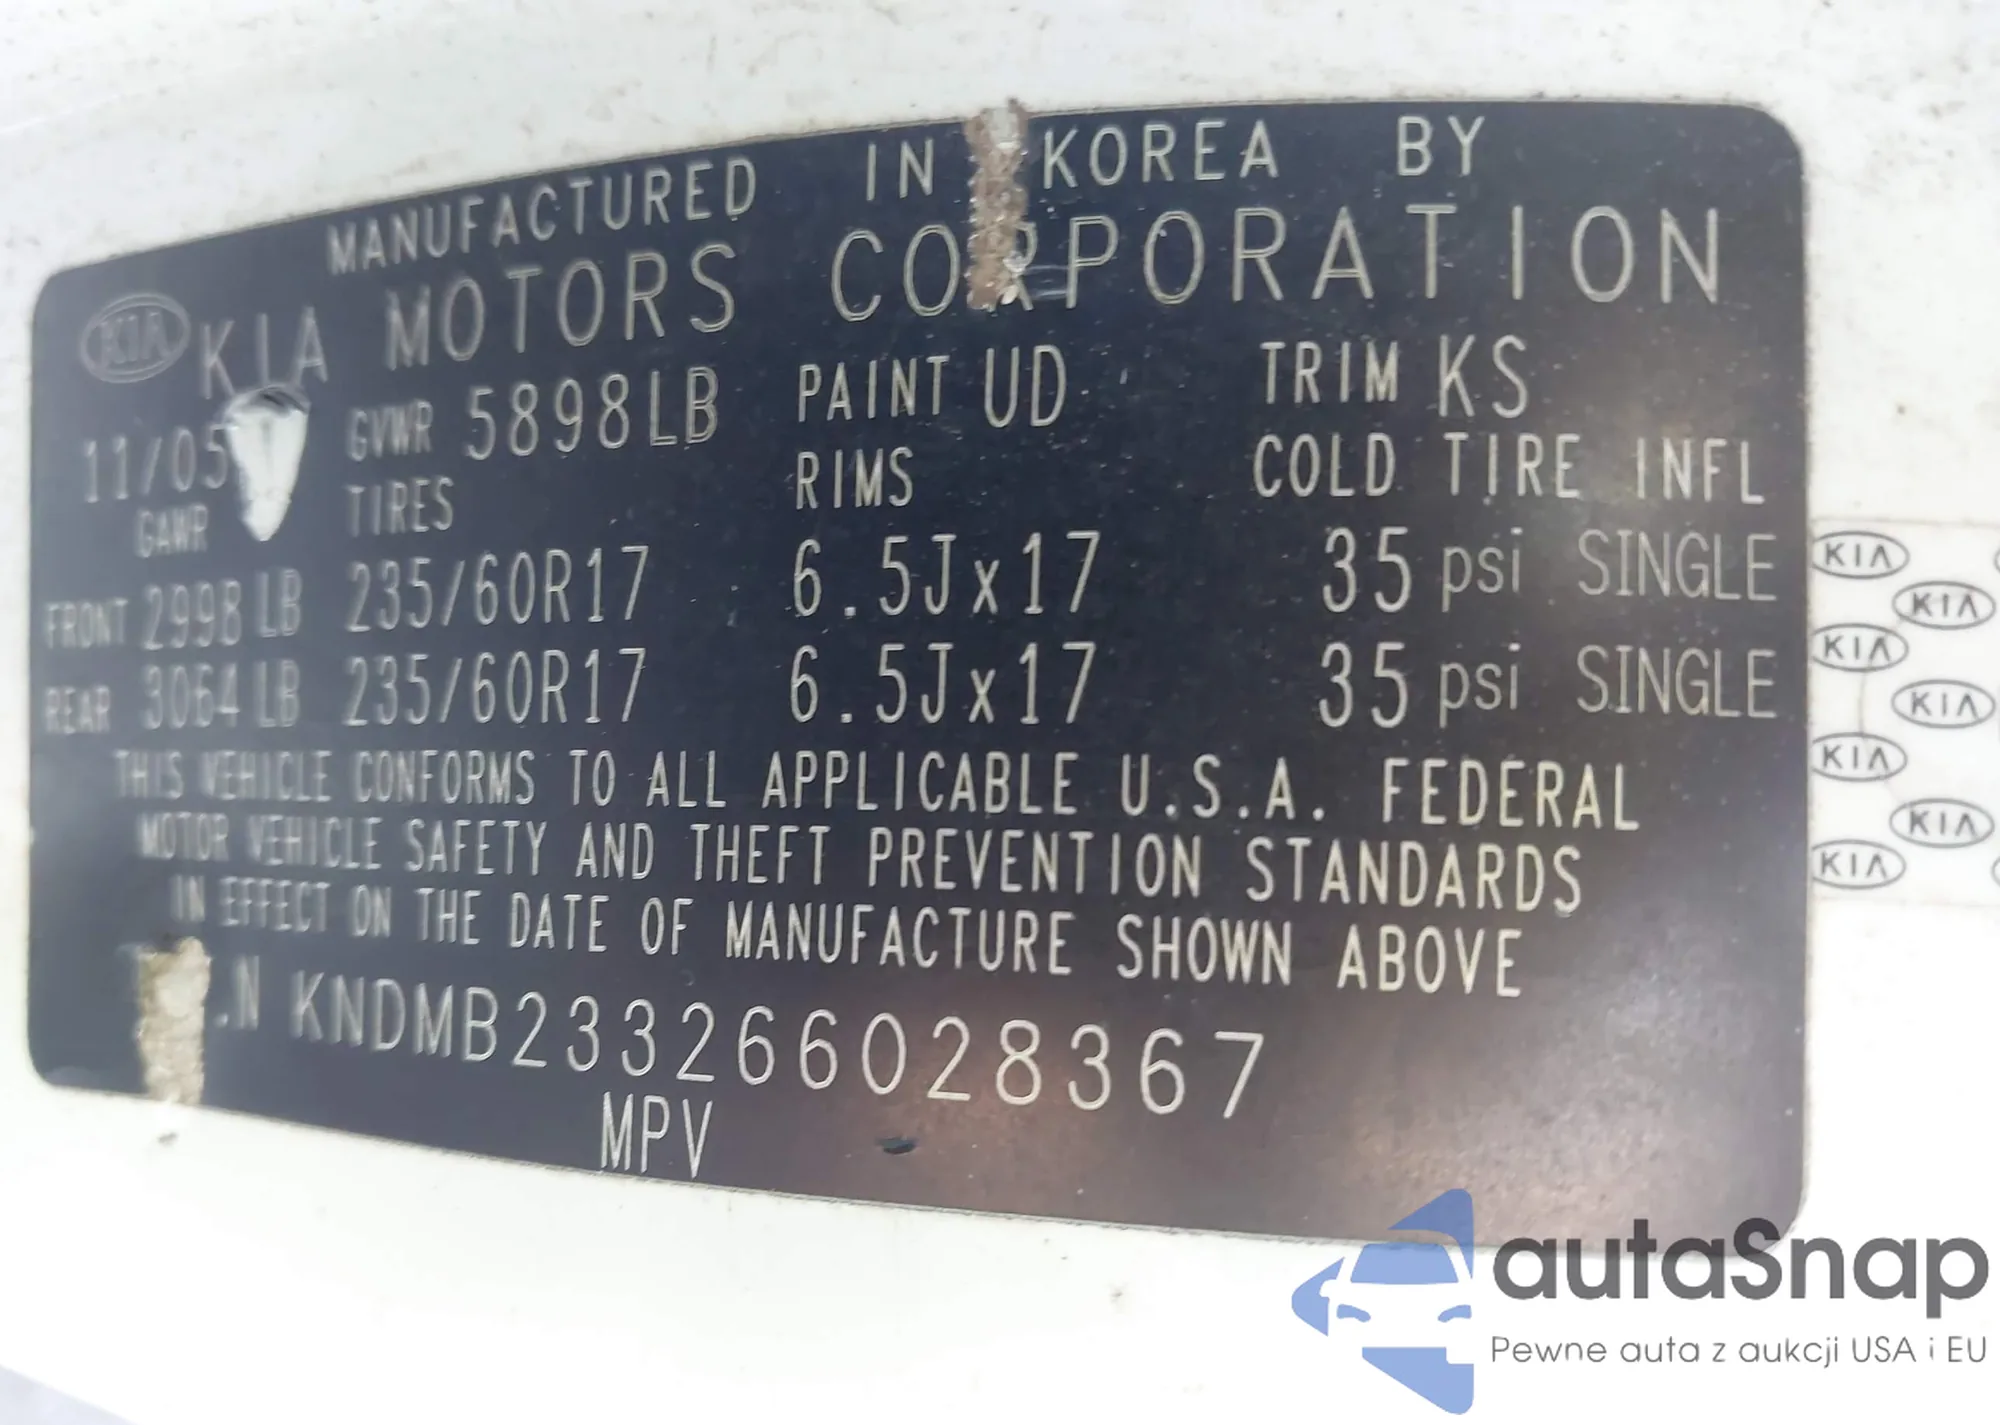 MANUFACTURED IN KOREA BY
KIA KIA MOTORS CORPORATION
11/05 GVWR 5898LB PAINT UD TRIM KS
GAWR TIRES RIMS COLD TIRE INFL
FRONT 2998 LB 235/60R17 6.5Jx17 35 psi SINGLE
REAR 3064 LB 235/60R17 6.5Jx17 35 psi SINGLE
THIS VEHICLE CONFORMS TO ALL APPLICABLE U.S.A. FEDERAL
MOTOR VEHICLE SAFETY AND THEFT PREVENTION STANDARDS
IN EFFECT ON THE DATE OF MANUFACTURE SHOWN ABOVE
.N KNDMB233266028367
MPV
KIA
KIA
KIA
KIA
KIA
KIA
KIA
autaSnap
Pewne auta z aukcji USA i EU